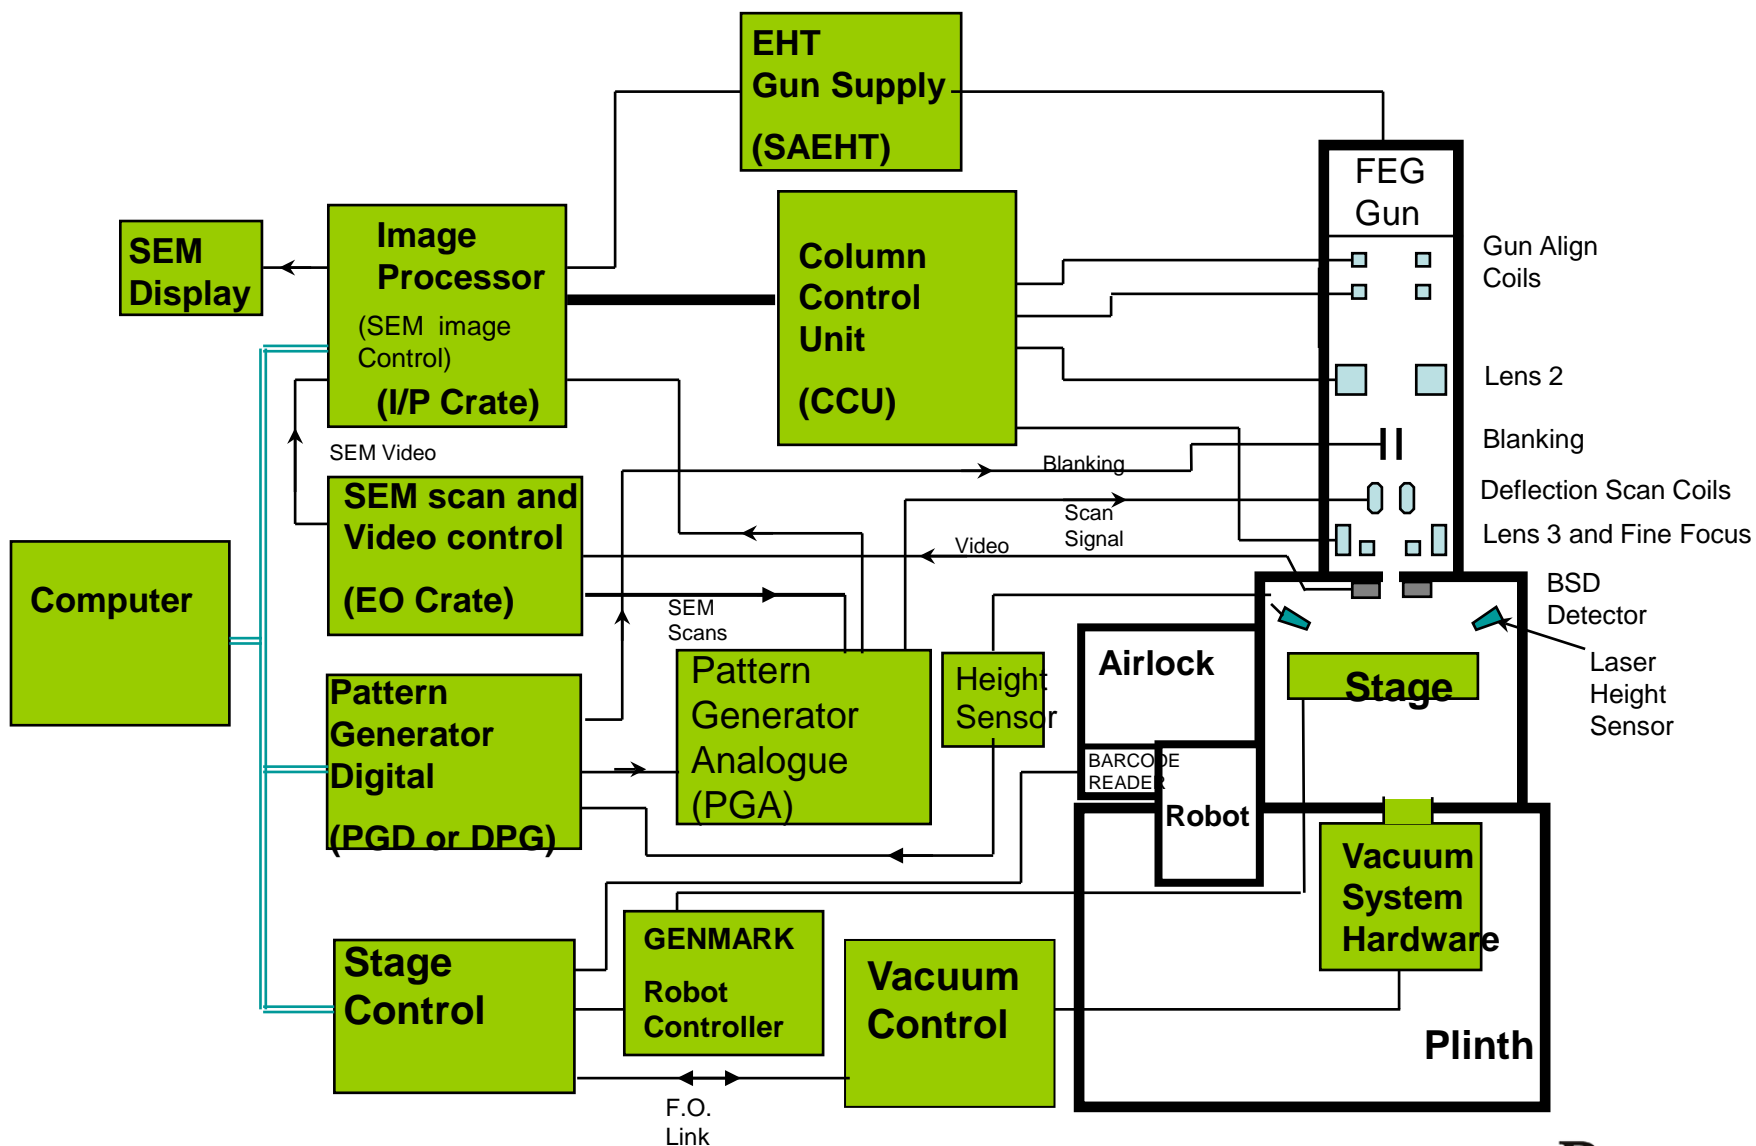 EHT
Gun Supply
(SAEHT)
FEG
Gun
SEM
Display
Image
Processor
(SEM image
Control)
(I/P Crate)
Column
Control
Unit
(CCU)
Gun Align
Coils
Lens 2
Blanking
Deflection Scan Coils
Lens 3 and Fine Focus
BSD
Detector
Laser
Height
Sensor
SEM Video
Blanking
Scan
Signal
Video
SEM scan and
Video control
(EO Crate)
SEM
Scans
Computer
Pattern
Generator
Digital
(PGD or DPG)
Pattern
Generator
Analogue
(PGA)
Height
Sensor
Airlock
Stage
BARCODE
READER
Robot
Vacuum
System
Hardware
Plinth
Stage
Control
GENMARK
Robot
Controller
Vacuum
Control
F.O.
Link